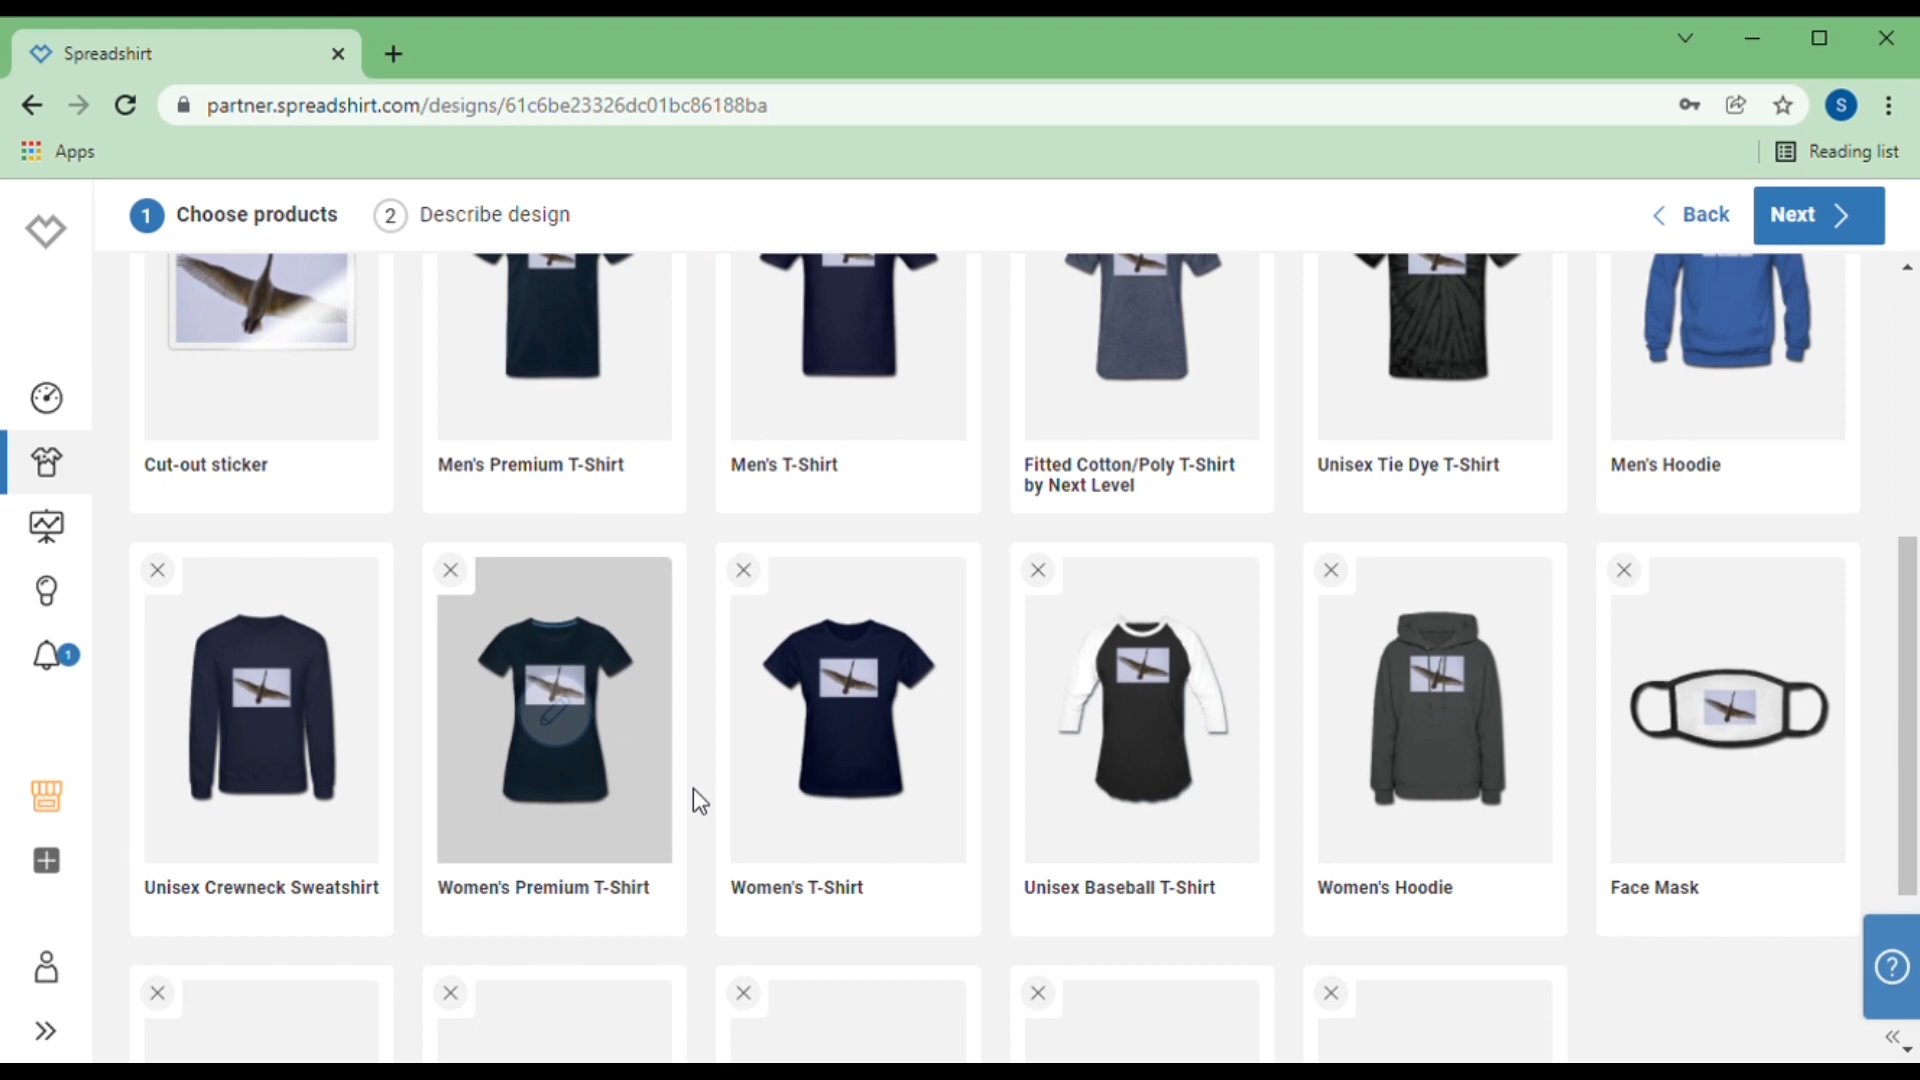 Spreadshirt
partner.spreadshirt.com/designs/61c6be23326dc01bc86188ba
S
Apps
Reading list
1 Choose products
2 Describe design
Back
Next
Cut-out sticker
Men's Premium T-Shirt
Men's T-Shirt
Fitted Cotton/Poly T-Shirt
by Next Level
Unisex Tie Dye T-Shirt
Men's Hoodie
1
Unisex Crewneck Sweatshirt
Women's Premium T-Shirt
Women's T-Shirt
Unisex Baseball T-Shirt
Women's Hoodie
Face Mask